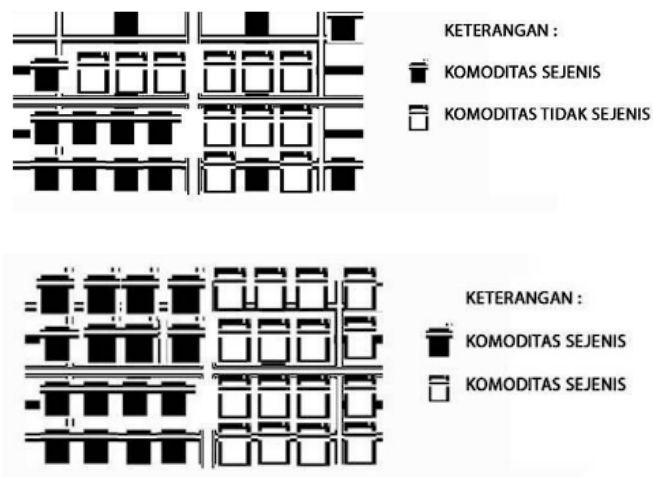 KETERANGAN :
KOMODITAS SEJENIS
KOMODITAS TIDAK SEJENIS
KETERANGAN :
KOMODITAS SEJENIS
KOMODITAS SEJENIS